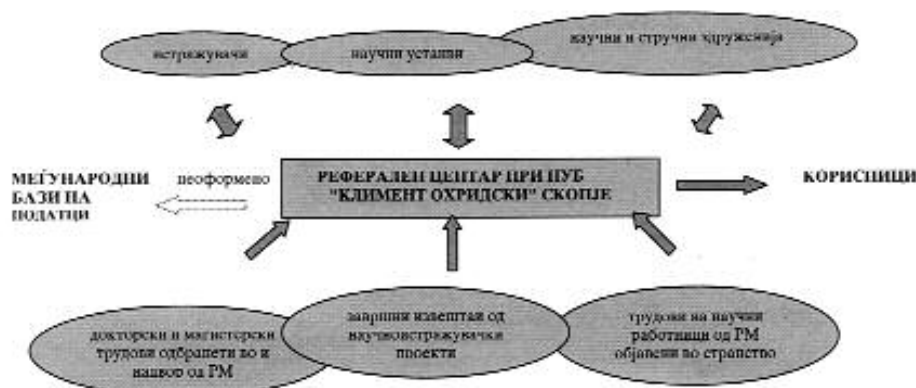 истражувачи
научни установи
научни и стручни здруженија
МЕЃУНАРОДНИ
БАЗИ НА
ПОДАТЦИ
неоформено
РЕФЕРАЛЕН ЦЕНТАР ПРИ НУБ
"КЛИМЕНТ ОХРИДСКИ" СКОПЈЕ
КОРИСНИЦИ
докторски и магистерски
трудови одбранети во и
надвор од РМ
завршни извештаи од
научноистражувачки
проекти
трудови на научни
работници од РМ
објавени во странство